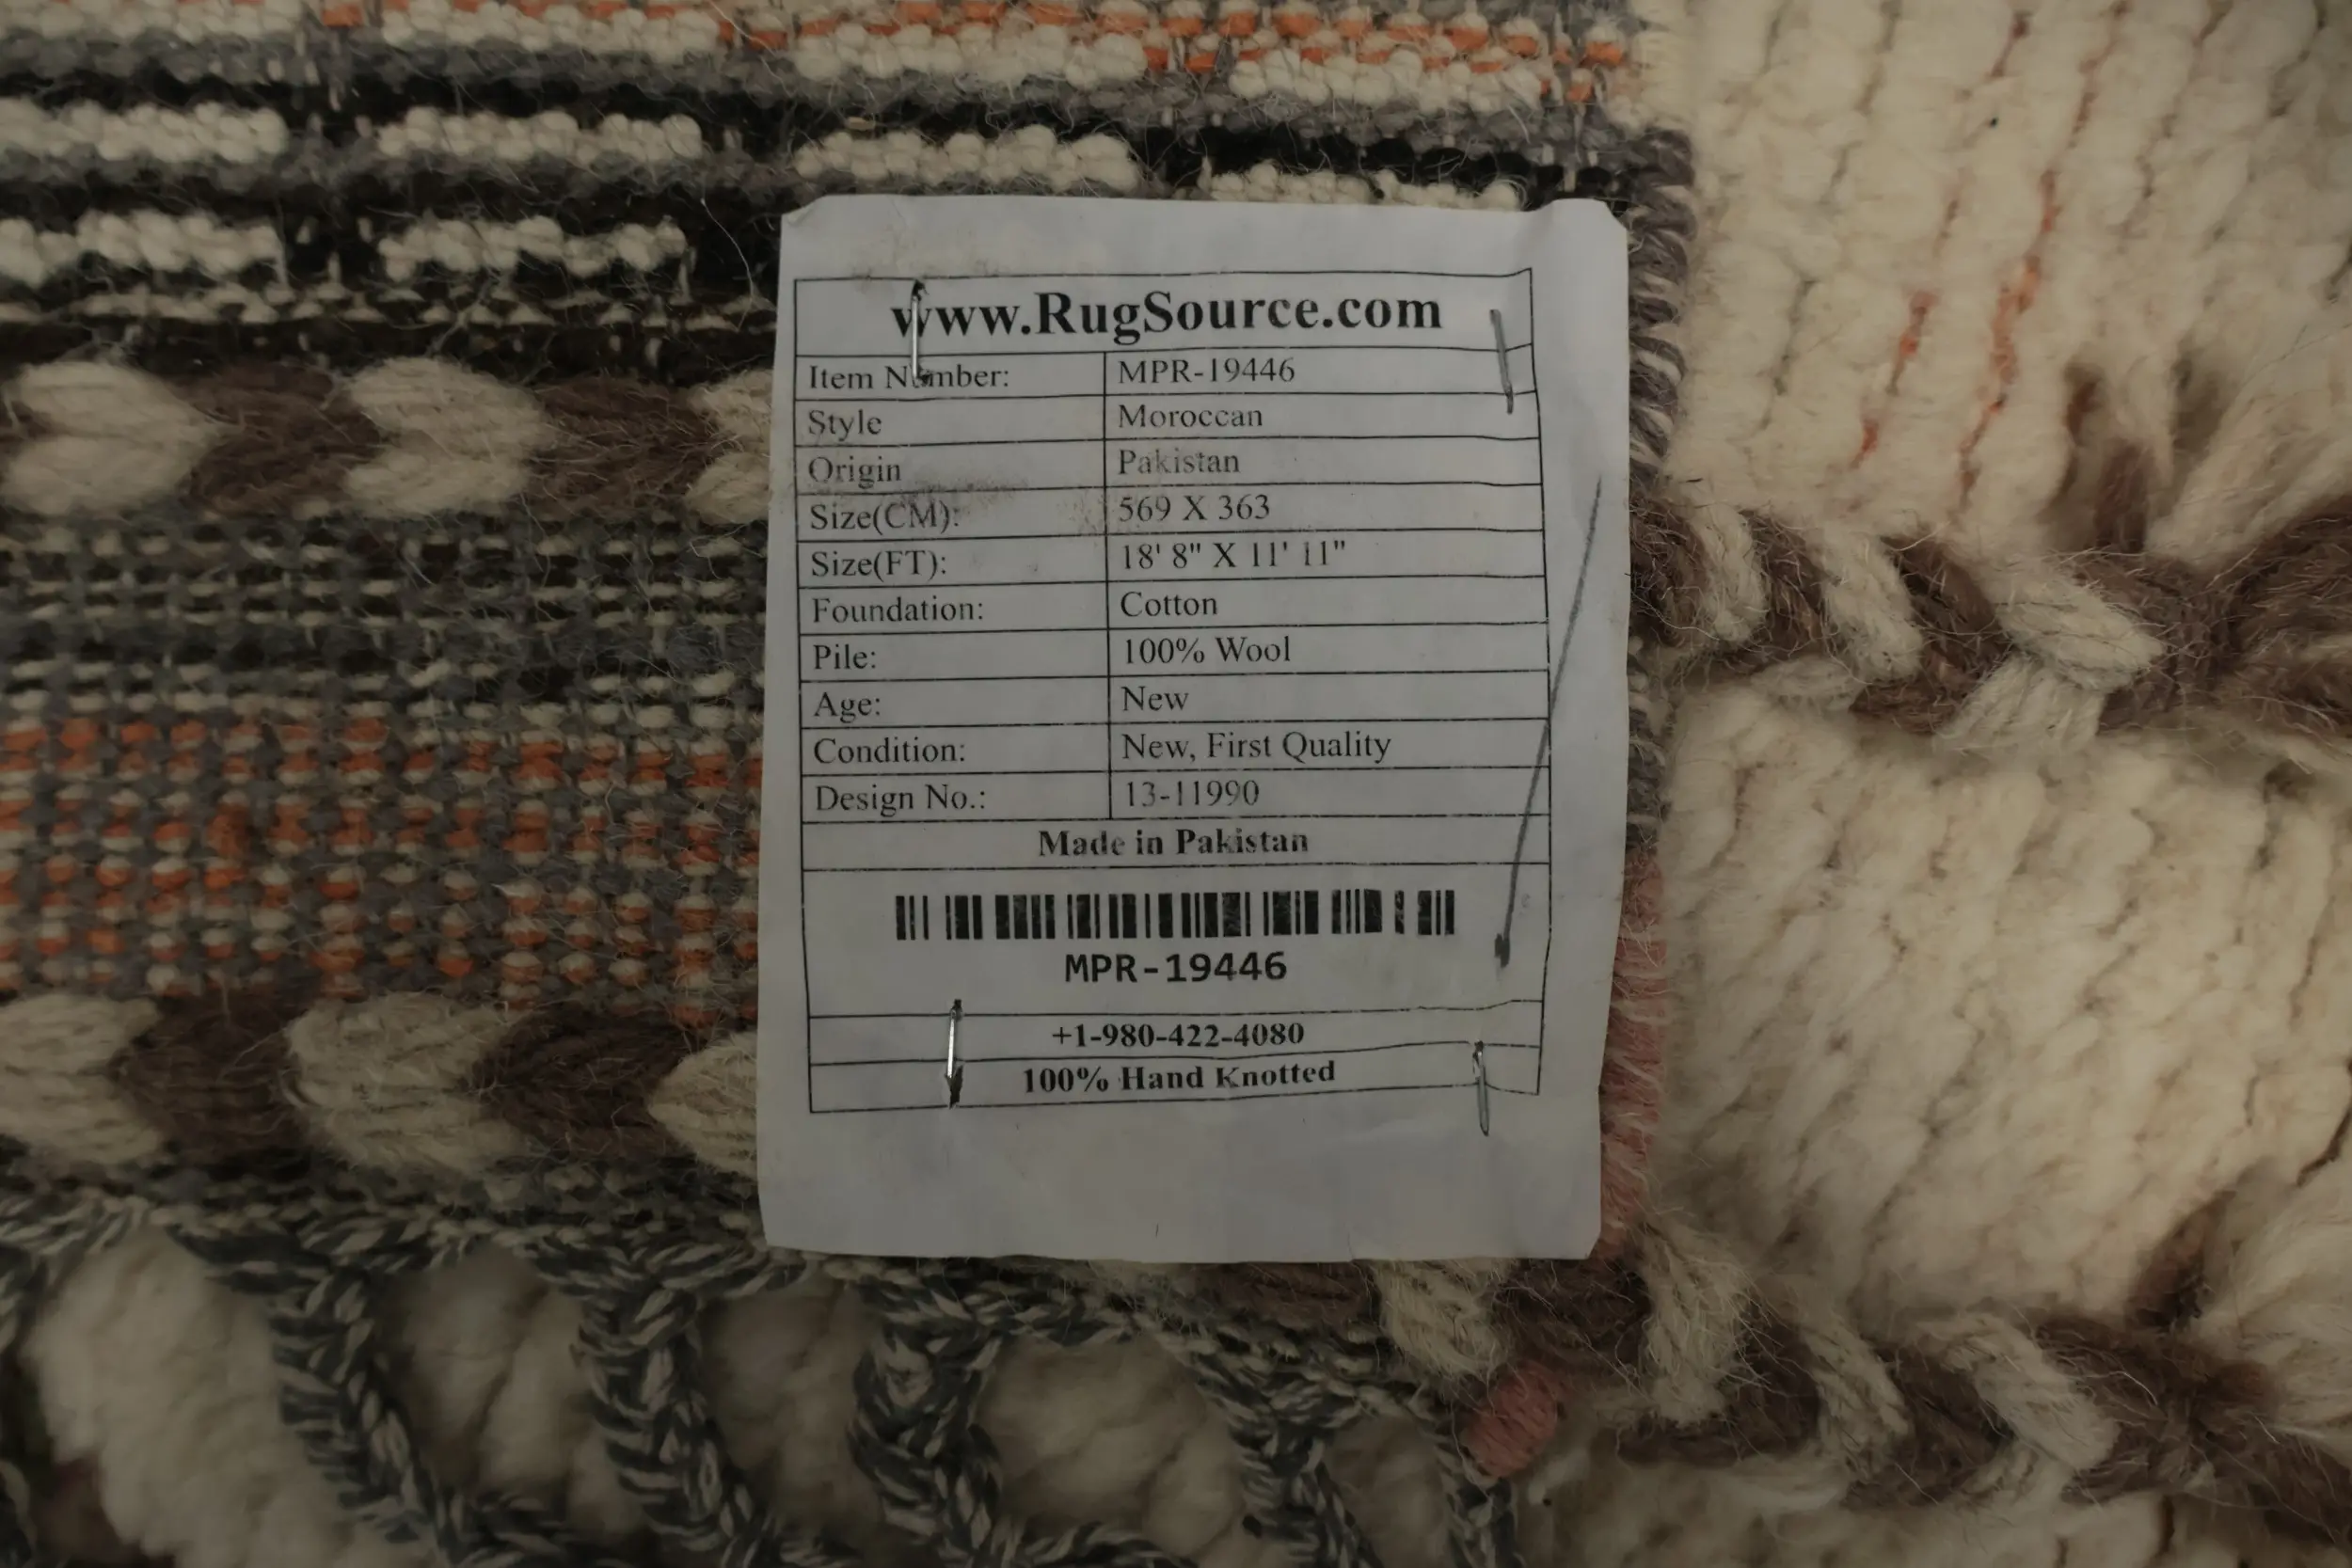 www.RugSource.com
Item Number: MPR-19446
Style Moroccan
Origin Pakistan
Size(CM): 569 X 363
Size(FT): 18' 8" X 11' 11"
Foundation: Cotton
Pile: 100% Wool
Age: New
Condition: New, First Quality
Design No.: 13-11990
Made in Pakistan
MPR-19446
+1-980-422-4080
100% Hand Knotted